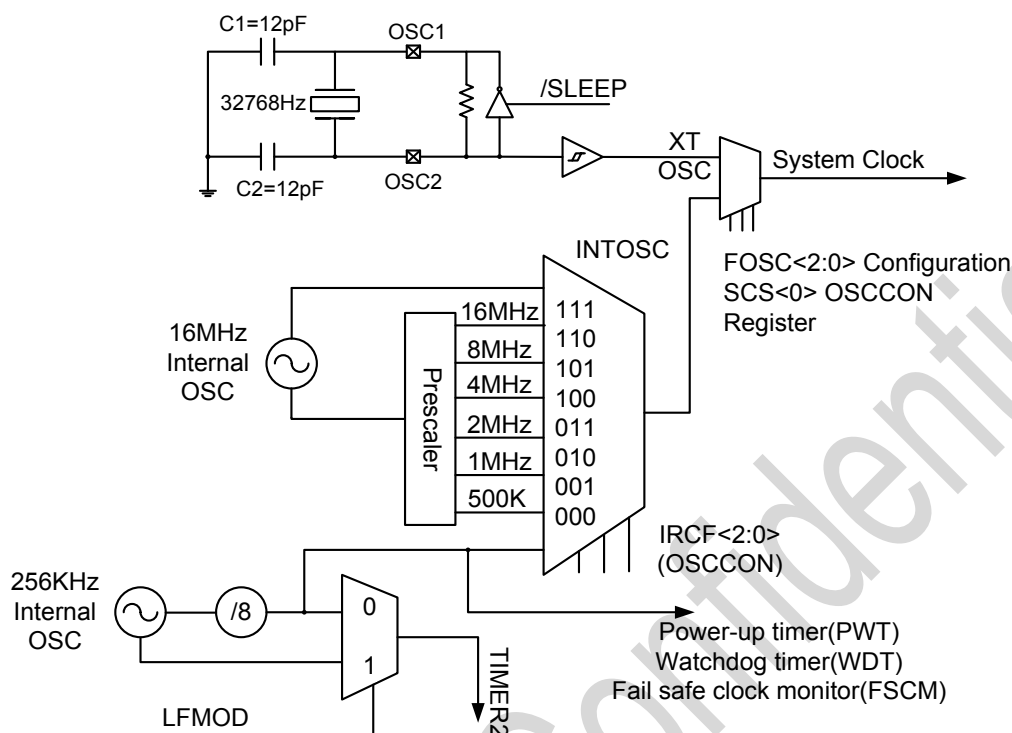 C1=12pF
OSC1
32768Hz
/SLEEP
C2=12pF
OSC2
XT
OSC
System Clock
FOSC<2:0> Configuration
SCS<0> OSCCON
Register
INTOSC
16MHz
Internal
OSC
Prescaler
16MHz
8MHz
4MHz
2MHz
1MHz
500K
111
110
101
100
011
010
001
000
IRCF<2:0>
(OSCCON)
256KHz
Internal
OSC
/8
0
1
LFMOD
TIMER2
Power-up timer(PWT)
Watchdog timer(WDT)
Fail safe clock monitor(FSCM)
Confidenti